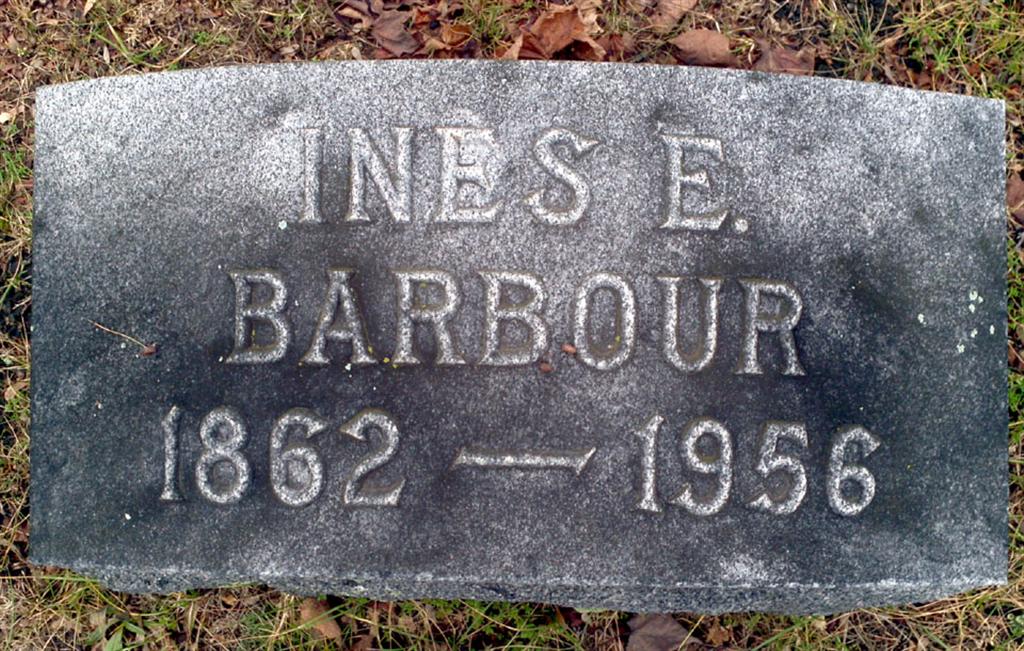 INES E.
BARBOUR
1862 — 1956